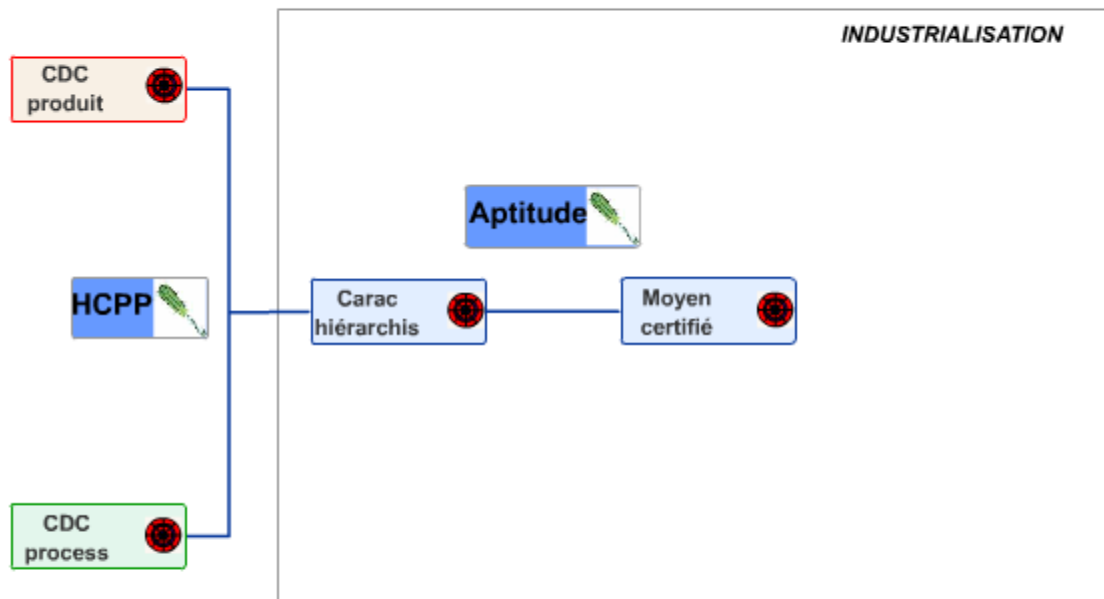 INDUSTRIALISATION
CDC
produit
Aptitude
HCPP
Carac
hiérarchis
Moyen
certifié
CDC
process